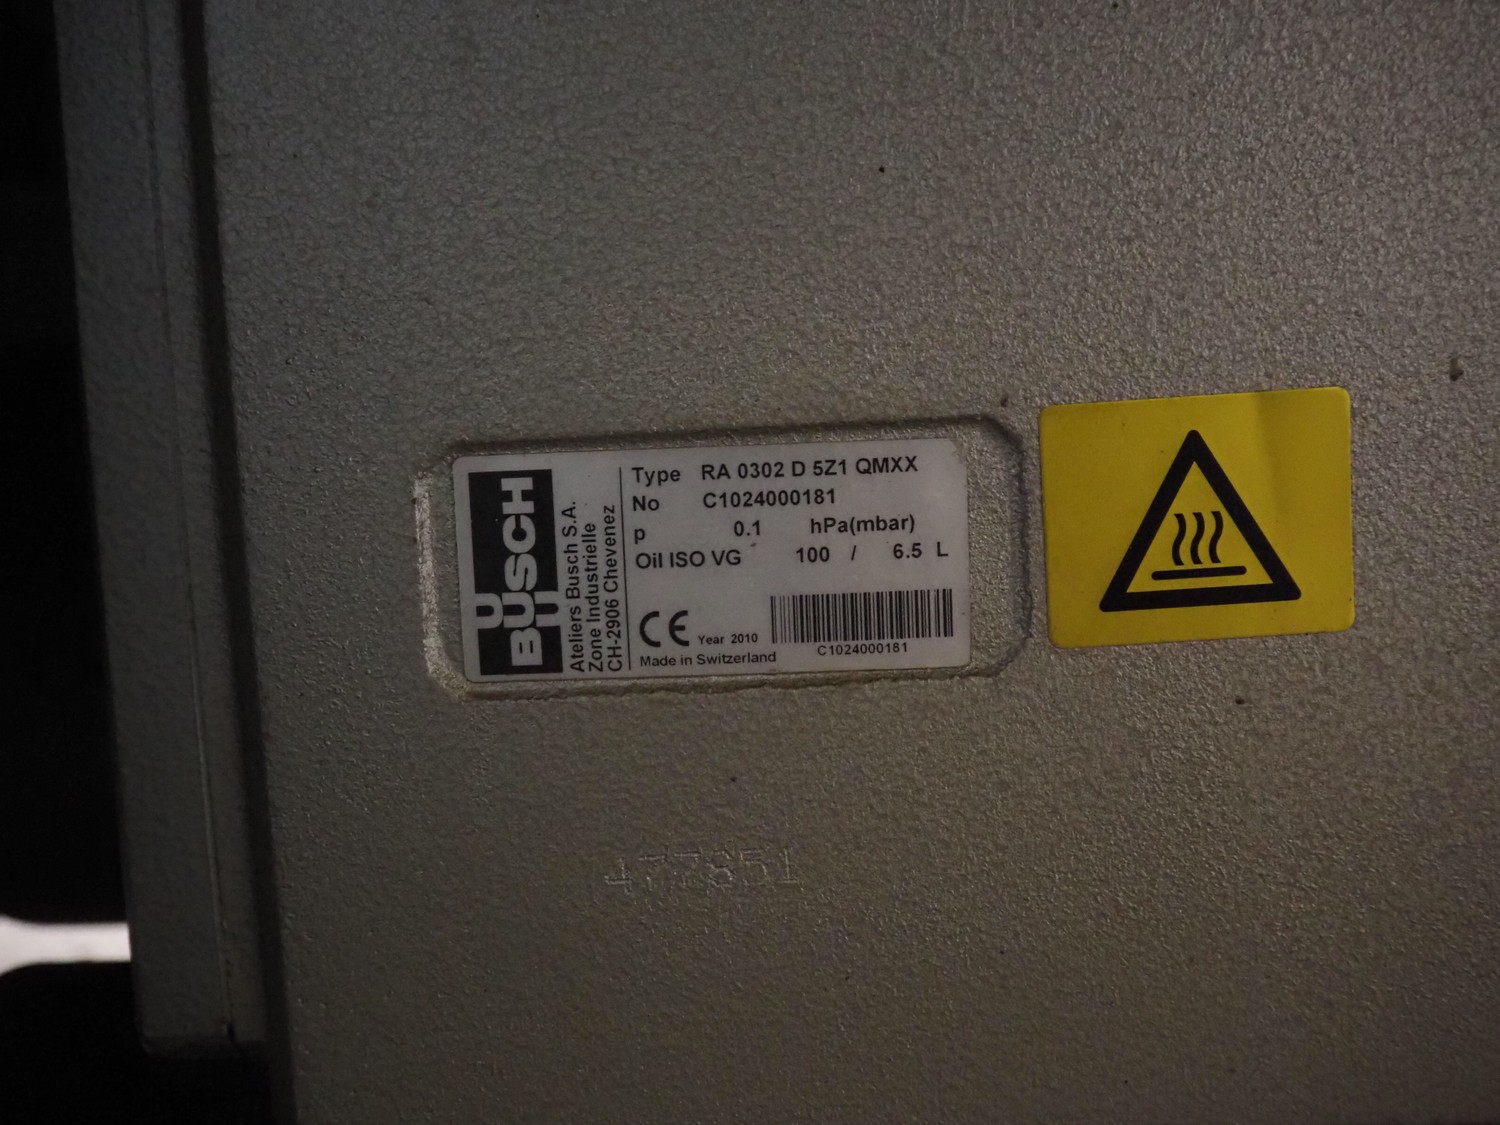 BUSCH
Ateliers Busch S.A.
Zone Industrielle
CH-2906 Chevenez
Type RA 0302 D 5Z1 QMXX
No C1024000181
p 0.1 hPa(mbar)
Oil ISO VG 100 / 6.5 L
CE Year 2010
Made in Switzerland
C1024000181
477851